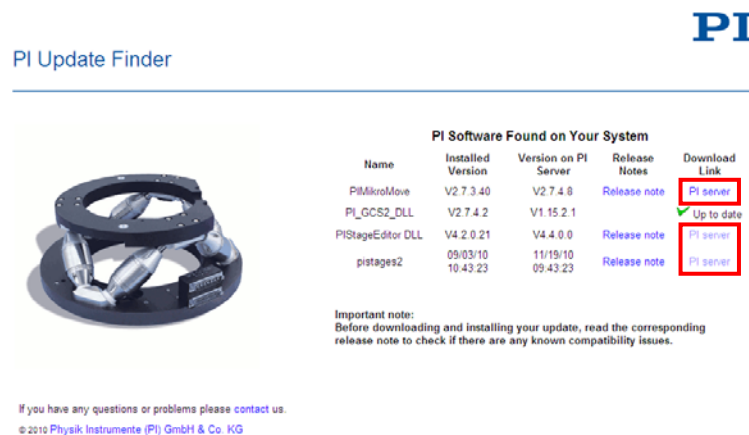 PI
PI Update Finder
PI Software Found on Your System
Name Installed Version Version on PI Server Release Notes Download Link
PIMikroMove V2.7.3.40 V2.7.4.8 Release note PI server
PI_GCS2_DLL V2.7.4.2 V1.15.2.1 Up to date
PIStageEditor DLL V4.2.0.21 V4.4.0.0 Release note PI server
pistages2 09/03/10 10:43:23 11/19/10 09:43:23 Release note PI server
Important note:
Before downloading and installing your update, read the corresponding
release note to check if there are any known compatibility issues.
If you have any questions or problems please contact us.
© 2010 Physik Instrumente (PI) GmbH & Co. KG